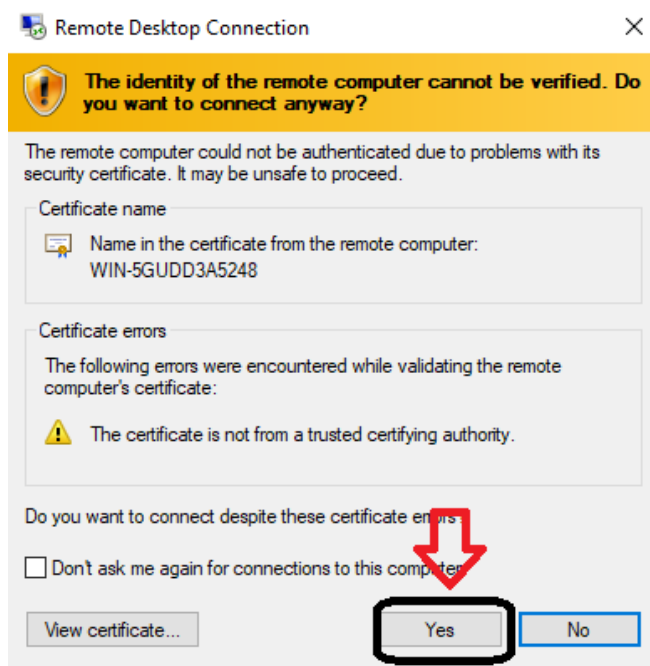 Remote Desktop Connection
The identity of the remote computer cannot be verified. Do
you want to connect anyway?
The remote computer could not be authenticated due to problems with its
security certificate. It may be unsafe to proceed.
Certificate name
Name in the certificate from the remote computer:
WIN-5GUDD3A5248
Certificate errors
The following errors were encountered while validating the remote
computer's certificate:
The certificate is not from a trusted certifying authority.
Do you want to connect despite these certificate errors?
Don't ask me again for connections to this computer
View certificate...
Yes
No